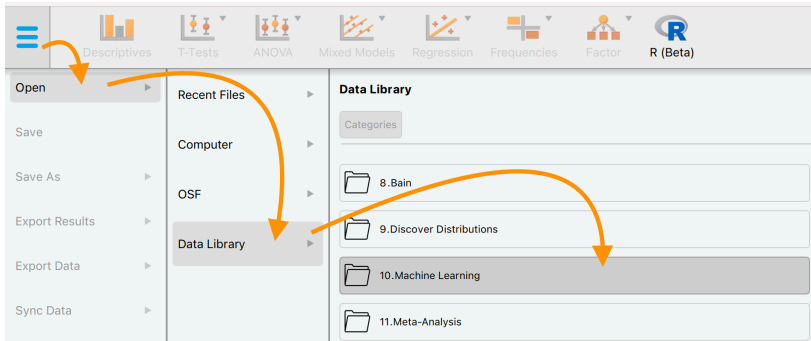 Descriptives
T-Tests
ANOVA
Mixed Models
Regression
Frequencies
Factor
R (Beta)
Open
Save
Save As
Export Results
Export Data
Sync Data
Recent Files
Computer
OSF
Data Library
Data Library
Categories
8.Bain
9.Discover Distributions
10.Machine Learning
11.Meta-Analysis